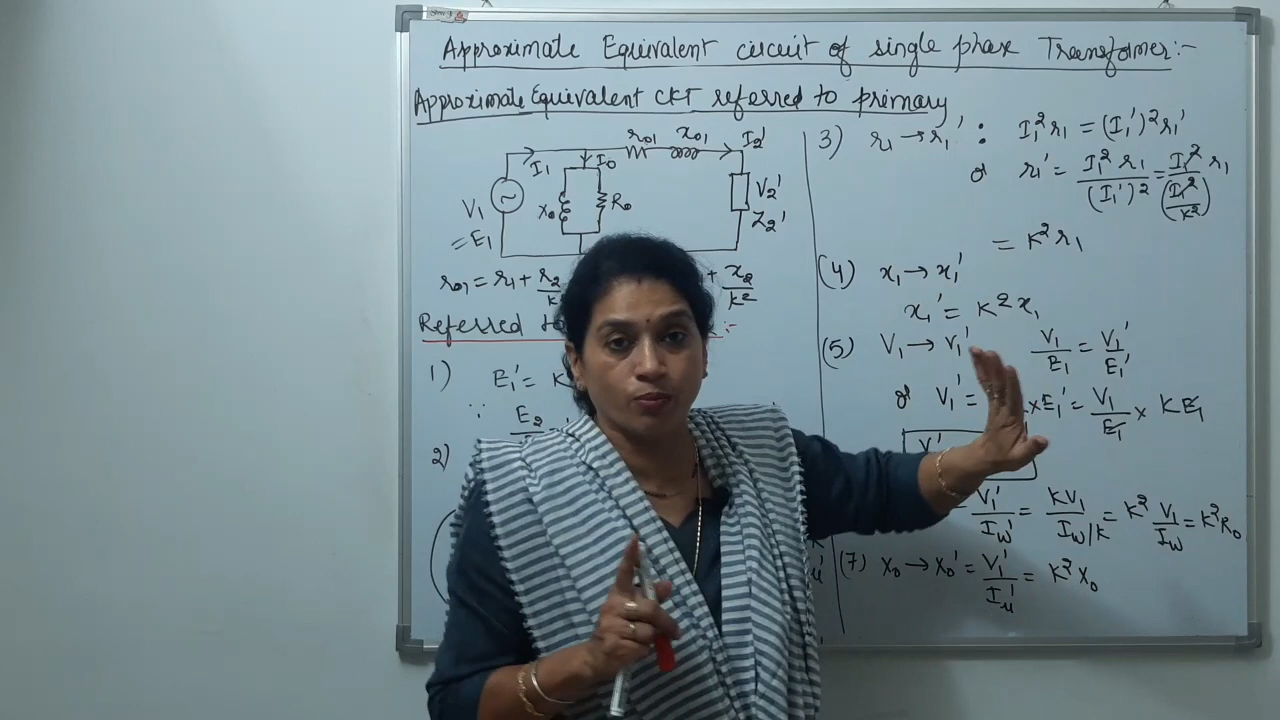 Approximate Equivalent circuit of single phase Transformer:-
Approximate Equivalent CKT referred to primary
r01 x01 I2'
I1 I0
V1 = E1
X0 R0
V2'
Z2'
r01 = r1 + r2/K
+ x2/K²
Referred to :-
1) E1' = K
∵ E2
2)
3) r1 → r1' : I1² r1 = (I1')² r1'
or r1' = I1² r1/(I1')² = I1²/(I1²/K²) r1
= K² r1
(4) x1 → x1'
x1' = K² x1
(5) V1 → V1' V1/E1 = V1'/E1'
or V1' = x E1' = V1/E1 x KE1
V1'
= V1'/Iw' = KV1/Iw/K = K² V1/Iw = K² R0
(7) X0 → X0' = V1'/Iμ' = K² X0